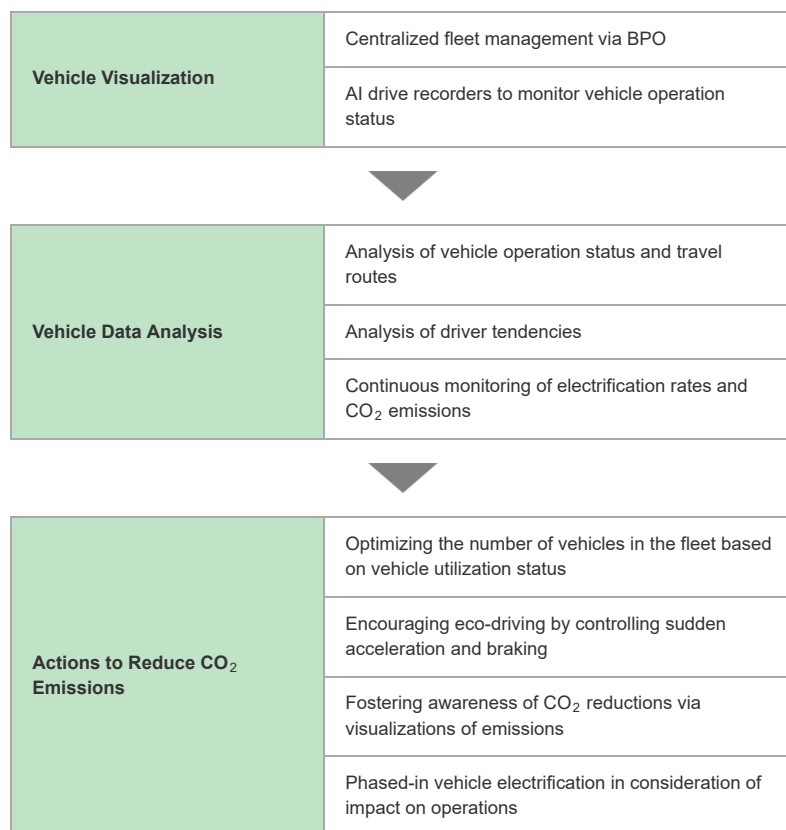 Vehicle Visualization
Centralized fleet management via BPO
AI drive recorders to monitor vehicle operation
status
Vehicle Data Analysis
Analysis of vehicle operation status and travel
routes
Analysis of driver tendencies
Continuous monitoring of electrification rates and
CO₂ emissions
Actions to Reduce CO₂
Emissions
Optimizing the number of vehicles in the fleet based
on vehicle utilization status
Encouraging eco-driving by controlling sudden
acceleration and braking
Fostering awareness of CO₂ reductions via
visualizations of emissions
Phased-in vehicle electrification in consideration of
impact on operations